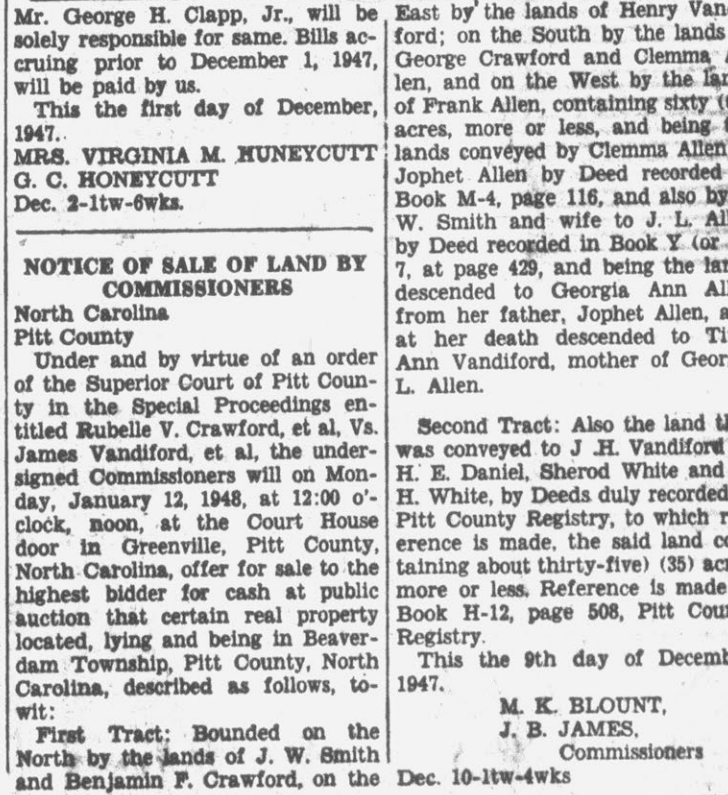 Mr. George H. Clapp, Jr., will be
solely responsible for same. Bills ac-
cruing prior to December 1, 1947,
will be paid by us.
This the first day of December,
1947.
MRS. VIRGINIA M. HUNEYCUTT
G. C. HONEYCUTT
Dec. 2-1tw-6wks.
NOTICE OF SALE OF LAND BY
COMMISSIONERS
North Carolina
Pitt County
Under and by virtue of an order
of the Superior Court of Pitt Coun-
ty in the Special Proceedings en-
titled Rubelle V. Crawford, et al, Vs.
James Vandiford, et al, the under-
signed Commissioners will on Mon-
day, January 12, 1948, at 12:00 o'-
clock, noon, at the Court House
door in Greenville, Pitt County,
North Carolina, offer for sale to the
highest bidder for cash at public
auction that certain real property
located, lying and being in Beaver-
dam Township, Pitt County, North
Carolina, described as follows, to-
wit:
First Tract: Bounded on the
North by the lands of J. W. Smith
and Benjamin F. Crawford, on the
East by the lands of Henry Van
ford; on the South by the lands
George Crawford and Clemma
len, and on the West by the
of Frank Allen, containing sixty
acres, more or less, and being
lands conveyed by Clemma Allen
Jophet Allen by Deed recorded
Book M-4, page 116, and also by
W. Smith and wife to J. L.
by Deed recorded in Book Y (or
7, at page 429, and being the
descended to Georgia Ann
from her father, Jophet Allen,
at her death descended to
Ann Vandiford, mother of
L. Allen.
Second Tract: Also the land
was conveyed to J .H. Vandiford
H. E. Daniel, Sherod White and
H. White, by Deeds duly recorded
Pitt County Registry, to which
erence is made, the said land
taining about thirty-five) (35)
more or less. Reference is made
Book H-12, page 508, Pitt
Registry.
This the 9th day of
1947.
M. K. BLOUNT,
J. B. JAMES,
Commissioners
Dec. 10-1tw-4wks